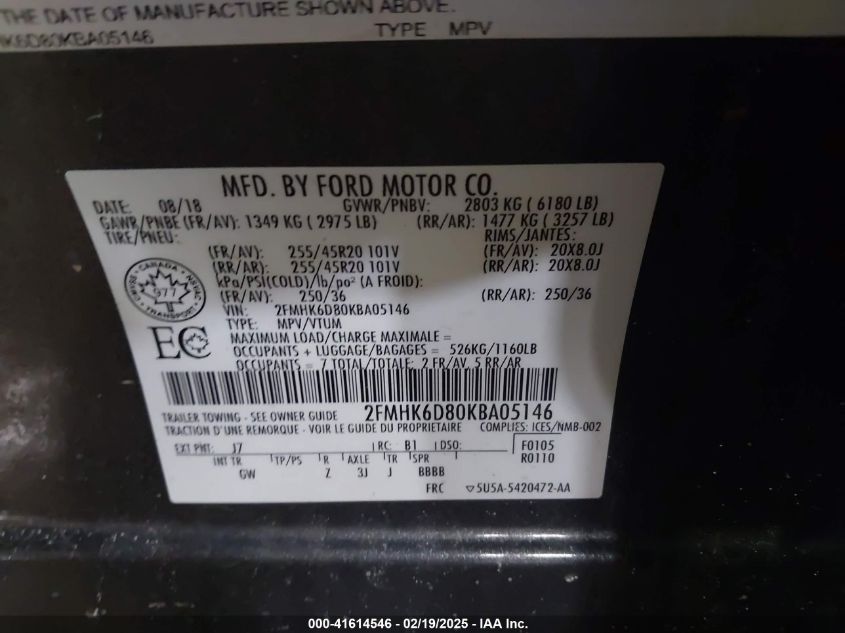 THE DATE OF MANUFACTURE SHOWN ABOVE.
HK6D80KBA05146 TYPE MPV
MFD. BY FORD MOTOR CO.
DATE: 08/18 GVWR/PNBV: 2803 KG ( 6180 LB)
GAWR/PNBE (FR/AV): 1349 KG ( 2975 LB) (RR/AR): 1477 KG ( 3257 LB)
TIRE/PNEU: RIMS/JANTES:
(FR/AV): 255/45R20 101V (FR/AV): 20X8.0J
(RR/AR): 255/45R20 101V (RR/AR): 20X8.0J
kPa/PSI(COLD)/lb/po² (A FROID):
(FR/AV): 250/36 (RR/AR): 250/36
CANADA
977
TRANSPORT
VIN: 2FMHK6D80KBA05146
TYPE: MPV/VTUM
EC
MAXIMUM LOAD/CHARGE MAXIMALE =
OCCUPANTS + LUGGAGE/BAGAGES = 526KG/1160LB
OCCUPANTS = 7 TOTAL/TOTALE: 2 FR/AV, 5 RR/AR
TRAILER TOWING - SEE OWNER GUIDE 2FMHK6D80KBA05146
TRACTION D'UNE REMORQUE - VOIR LE GUIDE DU PROPRIETAIRE COMPLIES: ICES/NMB-002
EXT PNT: J7 RC: B1 DSO: F0105
INT TR TP/PS R AXLE TR SPR R0110
GW Z 3J J BBBB
FRC ▽5U5A-5420472-AA
000-41614546 - 02/19/2025 - IAA Inc.